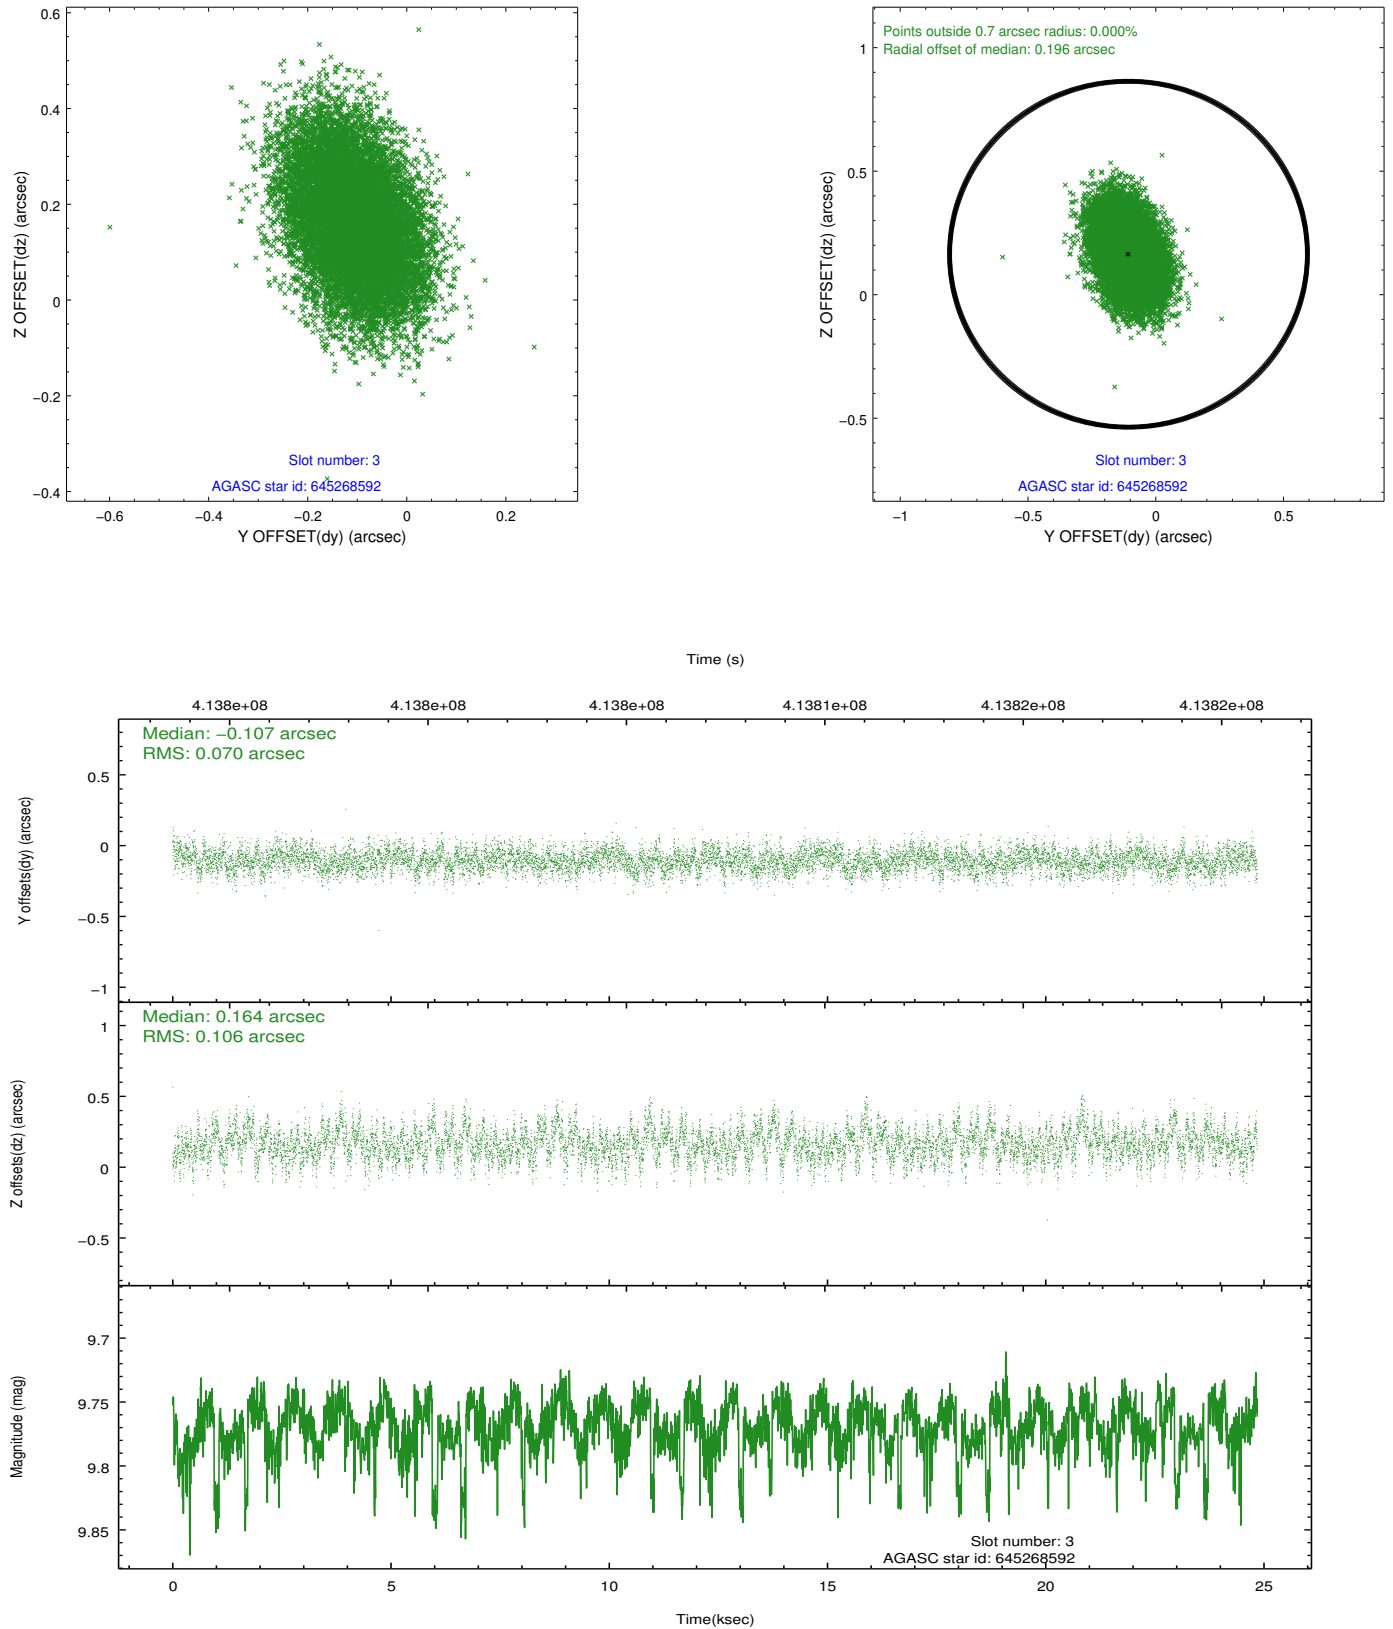 0.6
0.4
0.2
0
−0.2
−0.4
Z OFFSET(dz) (arcsec)
Slot number: 3
AGASC star id: 645268592
−0.6 −0.4 −0.2 0 0.2
Y OFFSET(dy) (arcsec)
Points outside 0.7 arcsec radius: 0.000%
Radial offset of median: 0.196 arcsec
1
0.5
0
−0.5
Z OFFSET(dz) (arcsec)
Slot number: 3
AGASC star id: 645268592
−1 −0.5 0 0.5
Y OFFSET(dy) (arcsec)
Time (s)
4.138e+08 4.138e+08 4.138e+08 4.1381e+08 4.1382e+08 4.1382e+08
Median: −0.107 arcsec
RMS: 0.070 arcsec
0.5
0
−0.5
−1
Y offsets(dy) (arcsec)
Median: 0.164 arcsec
RMS: 0.106 arcsec
1
0.5
0
−0.5
Z offsets(dz) (arcsec)
9.7
9.75
9.8
9.85
Magnitude (mag)
Slot number: 3
AGASC star id: 645268592
0 5 10 15 20 25
Time(ksec)